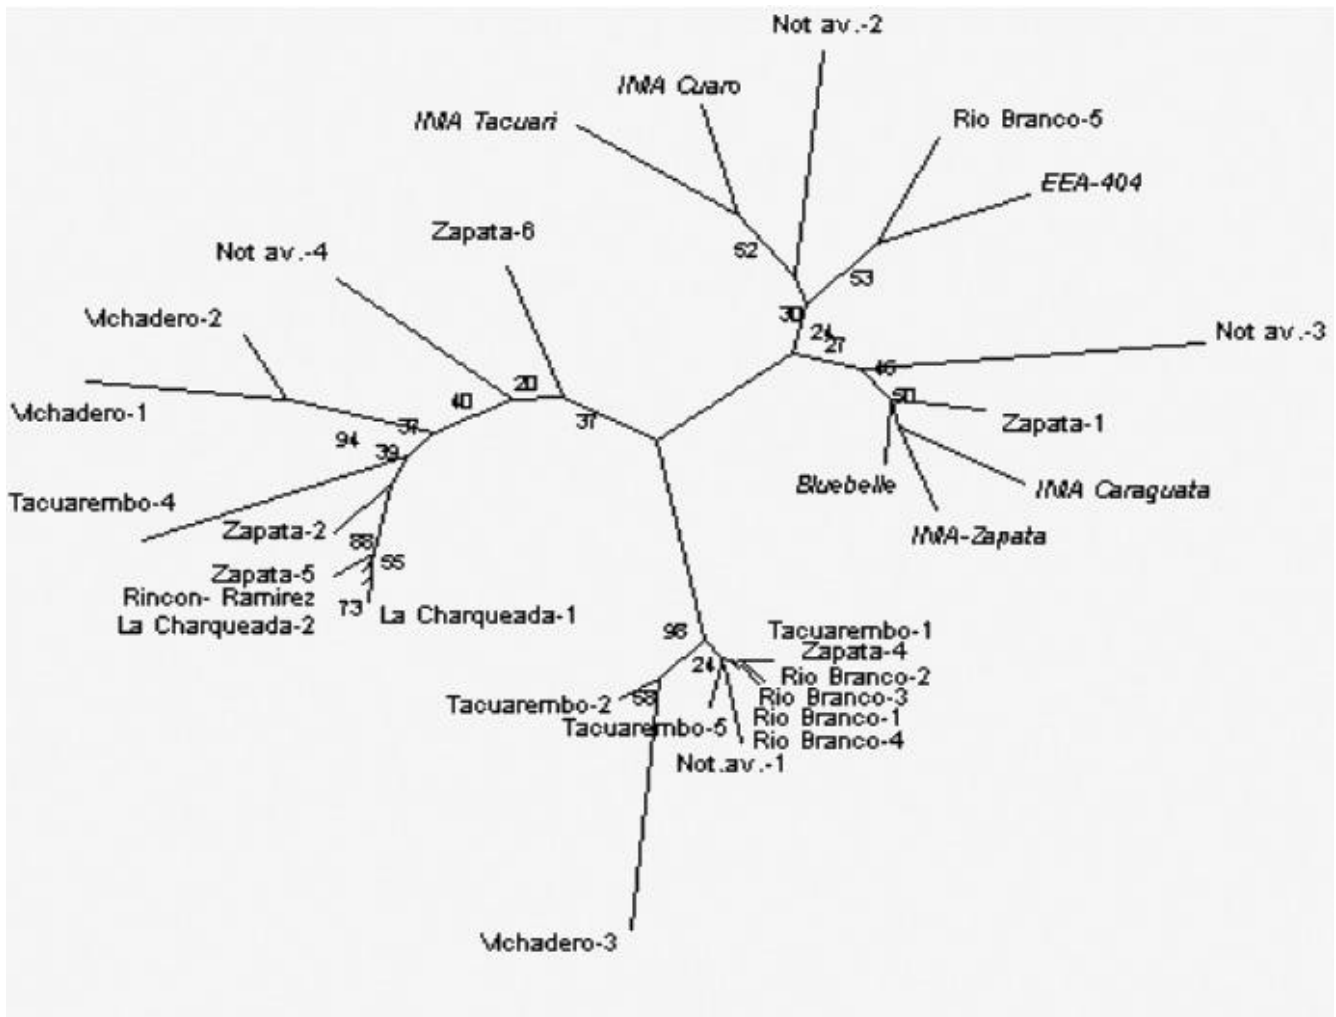 Not av.-2
INIA Cuaro
INIA Tacuari
Rio Branco-5
EEA-404
Zapata-6
Not av.-4
52
53
Vichadero-2
30
24
27
Not av.-3
46
20
50
40
37
Vichadero-1
37
Zapata-1
94
39
Bluebelle
INIA Caraguata
Tacuarembo-4
Zapata-2
INIA-Zapata
88
55
Zapata-5
Rincon- Ramirez
73
La Charqueada-1
La Charqueada-2
96
Tacuarembo-1
Zapata-4
24
Rio Branco-2
58
Rio Branco-3
Tacuarembo-2
Rio Branco-1
Tacuarembo-5
Rio Branco-4
Not.av.-1
Vichadero-3